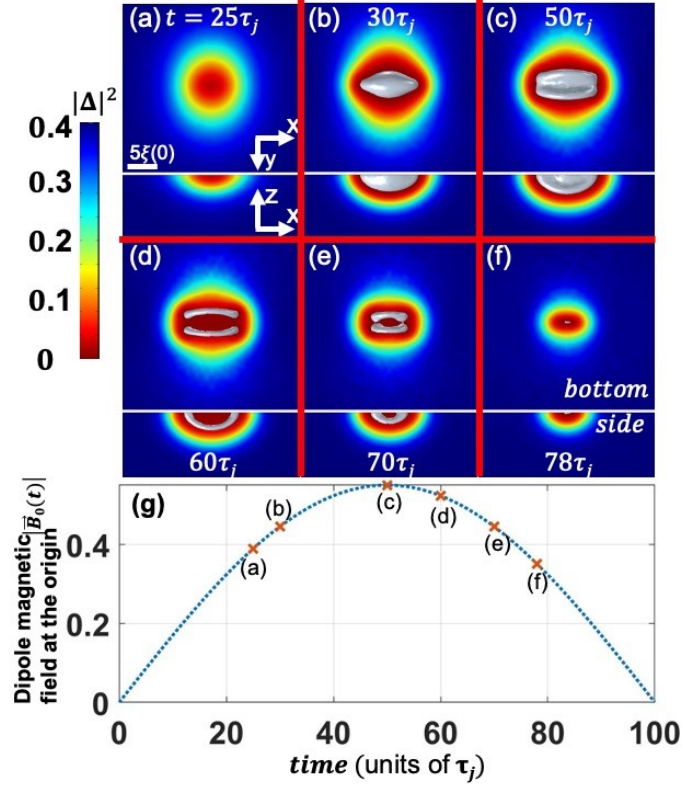 (a) t = 25τj
(b) 30τj
(c) 50τj
|Δ|²
0.4
0.3
0.2
0.1
0
5ξ(0)
x
y
z
x
(d)
(e)
(f)
bottom
side
60τj
70τj
78τj
Dipole magnetic
field at the origin
|B⃗₀(t)|
(g)
0.4
0.2
0
(a)
(b)
(c)
(d)
(e)
(f)
0 20 40 60 80 100
time (units of τj)